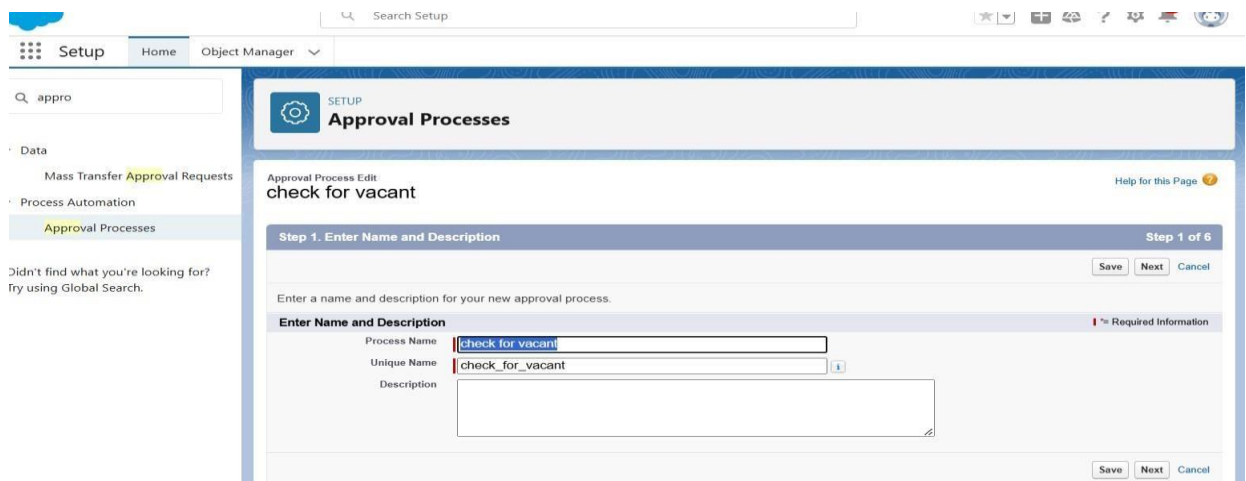 Search Setup
Setup Home Object Manager
appro
SETUP
Approval Processes
Data
Mass Transfer Approval Requests
Process Automation
Approval Processes
Didn't find what you're looking for?
Try using Global Search.
Approval Process Edit
check for vacant
Help for this Page
Step 1. Enter Name and Description Step 1 of 6
Save Next Cancel
Enter a name and description for your new approval process.
Enter Name and Description = Required Information
Process Name check for vacant
Unique Name check_for_vacant i
Description
Save Next Cancel